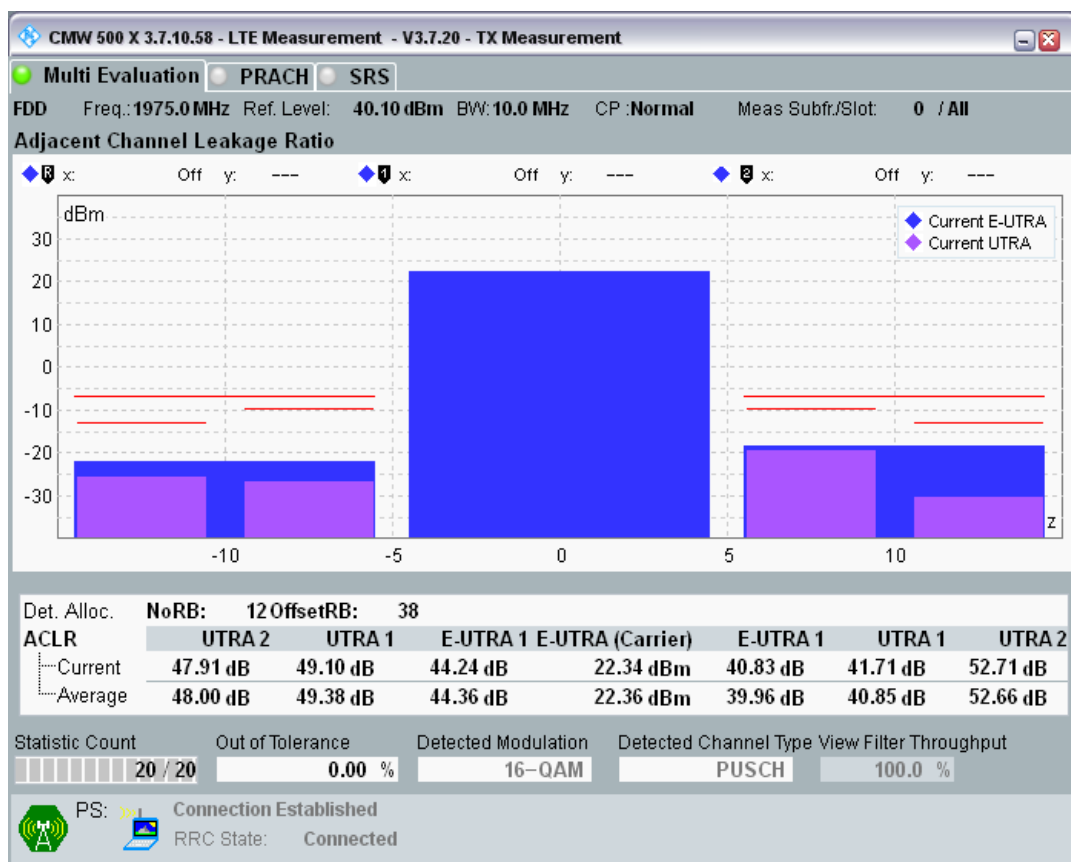 CMW 500 X 3.7.10.58 - LTE Measurement - V3.7.20 - TX Measurement
Multi Evaluation PRACH SRS
FDD Freq.: 1975.0 MHz Ref. Level: 40.10 dBm BW: 10.0 MHz CP : Normal Meas Subfr./Slot: 0 / All
Adjacent Channel Leakage Ratio
R x: Off y: --- 1 x: Off y: --- 2 x: Off y: ---
dBm
Current E-UTRA
Current UTRA
30
20
10
0
-10
-20
-30
z
-10 -5 0 5 10
Det. Alloc. NoRB: 12 OffsetRB: 38
ACLR UTRA 2 UTRA 1 E-UTRA 1 E-UTRA (Carrier) E-UTRA 1 UTRA 1 UTRA 2
Current 47.91 dB 49.10 dB 44.24 dB 22.34 dBm 40.83 dB 41.71 dB 52.71 dB
Average 48.00 dB 49.38 dB 44.36 dB 22.36 dBm 39.96 dB 40.85 dB 52.66 dB
Statistic Count Out of Tolerance Detected Modulation Detected Channel Type View Filter Throughput
20 / 20 0.00 % 16-QAM PUSCH 100.0 %
PS: Connection Established
RRC State: Connected